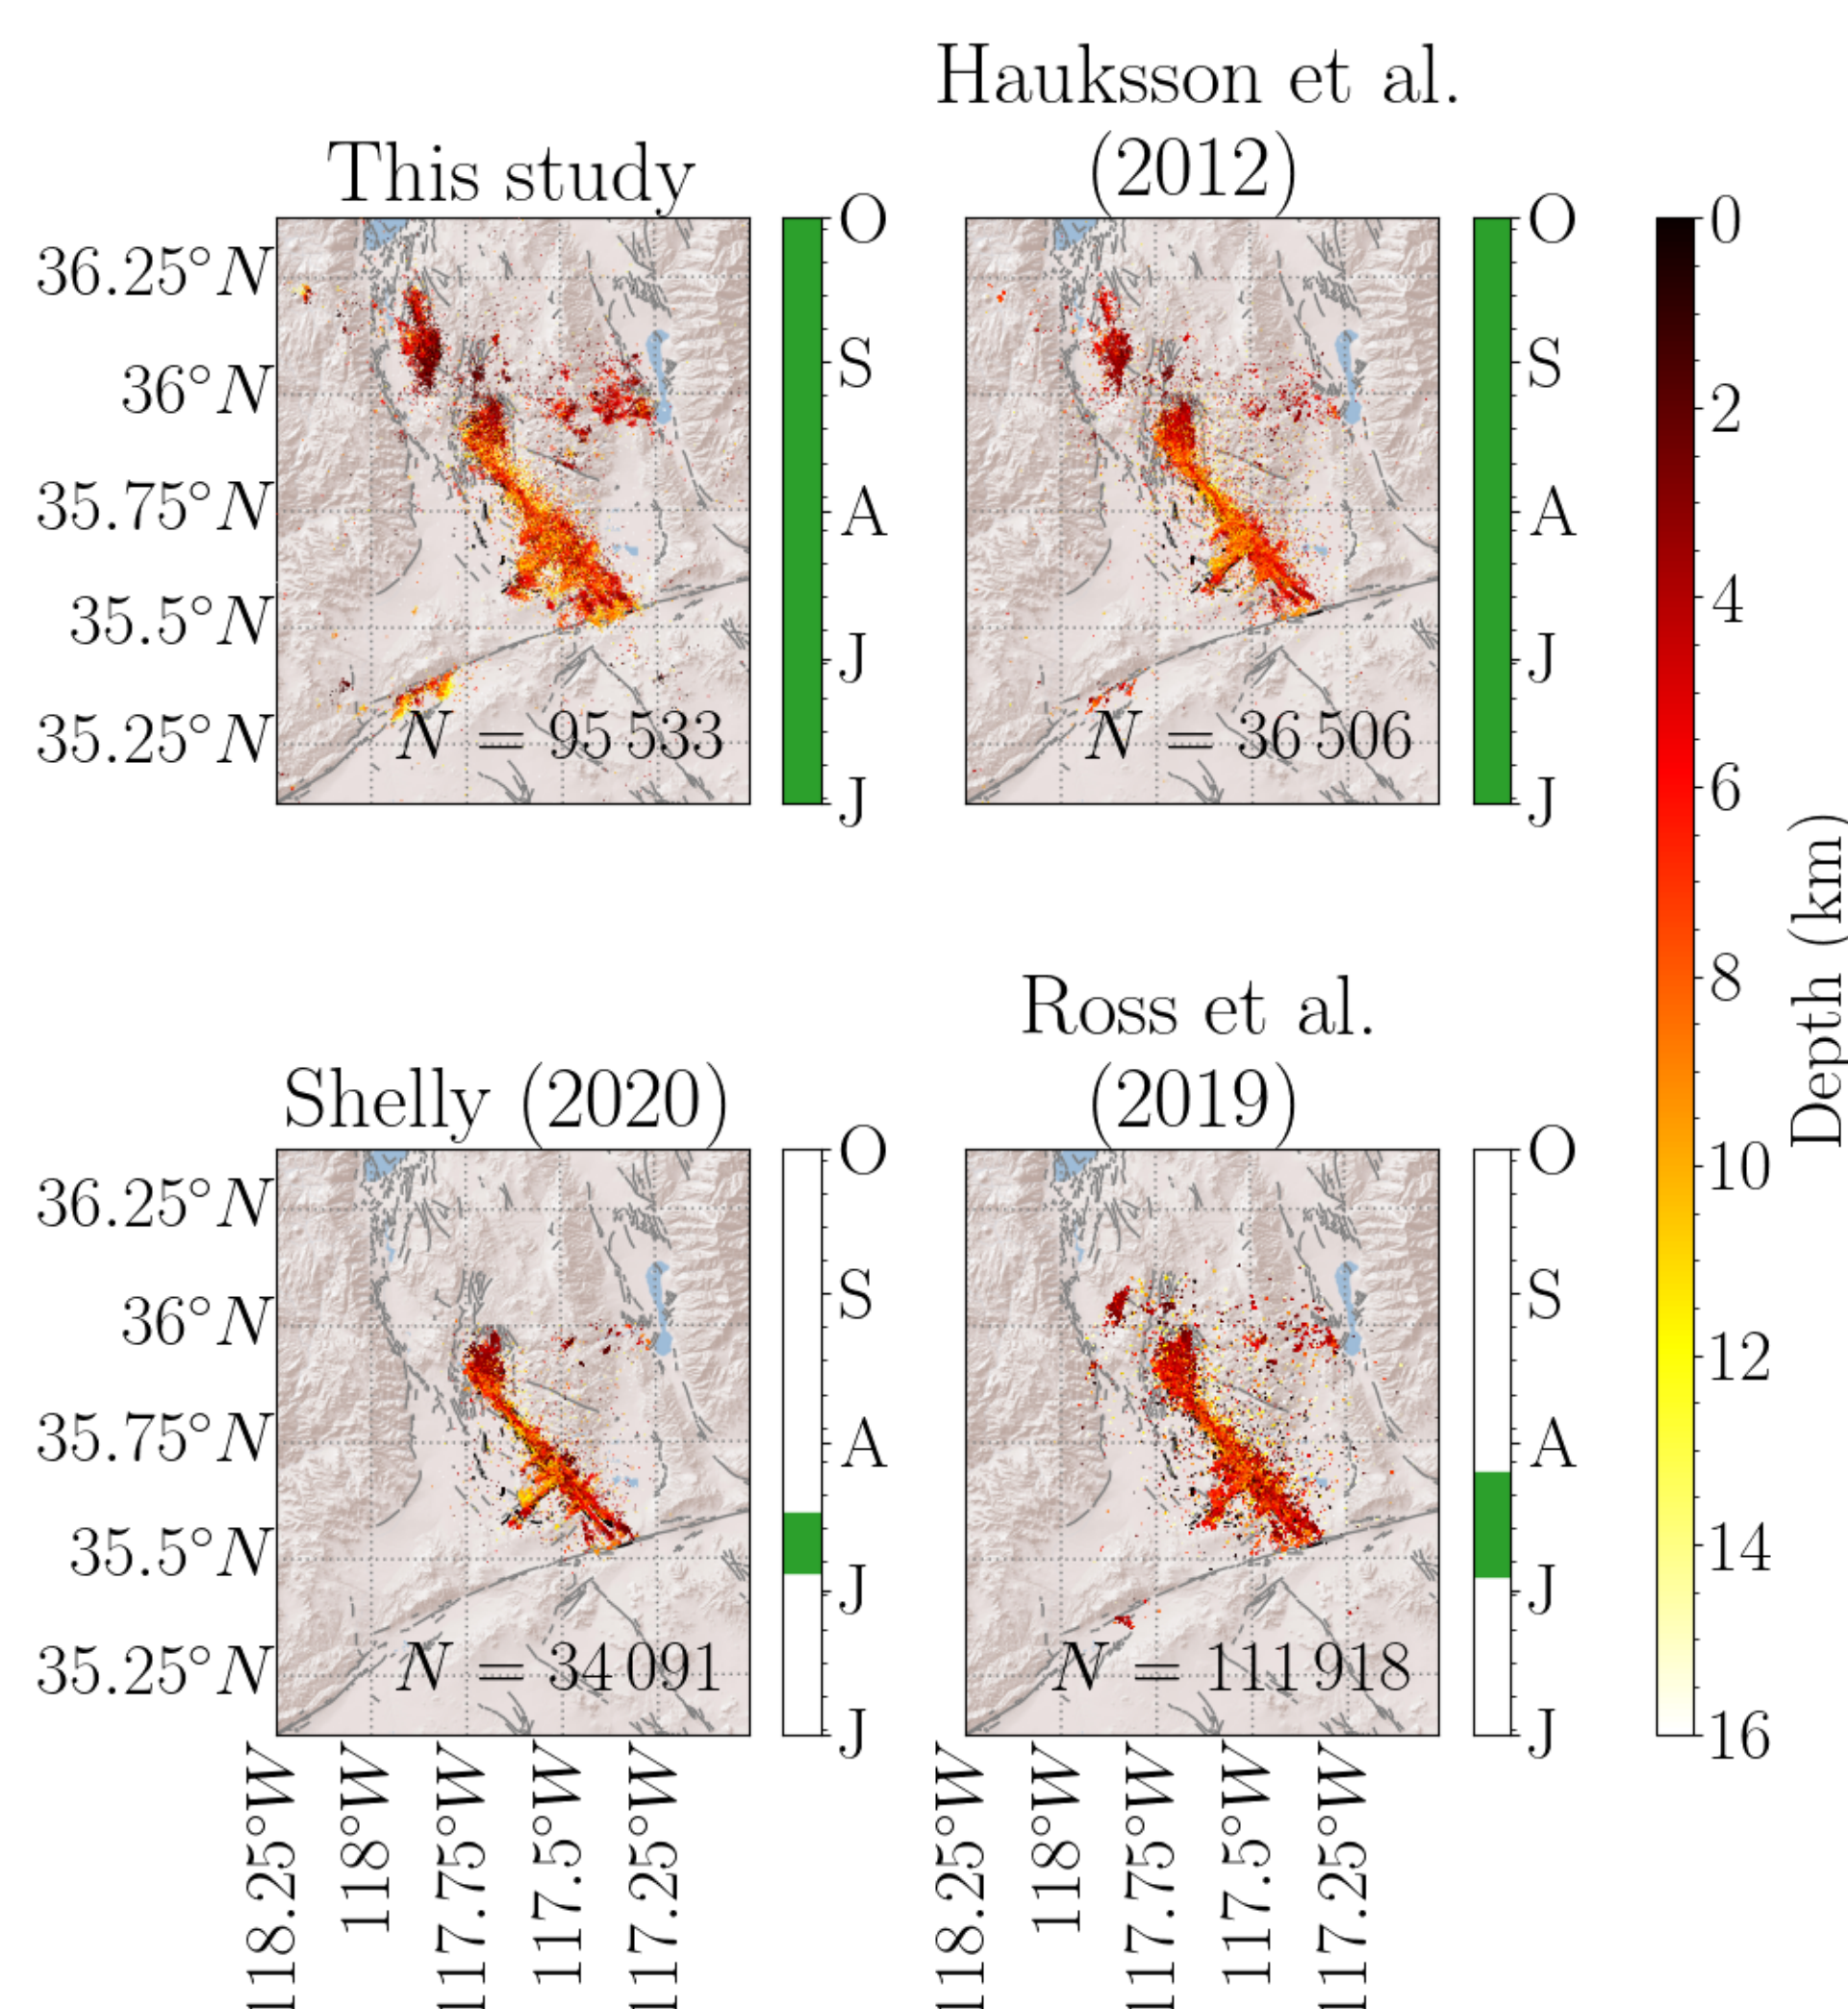 This study
Hauksson et al.
(2012)
36.25°N
36°N
35.75°N
35.5°N
35.25°N
N = 95 533
O
S
A
J
J
N = 36 506
O
S
A
J
J
Shelly (2020)
Ross et al.
(2019)
36.25°N
36°N
35.75°N
35.5°N
35.25°N
N = 34 091
O
S
A
J
J
N = 111 918
O
S
A
J
J
118.25°W
118°W
117.75°W
117.5°W
117.25°W
118.25°W
118°W
117.75°W
117.5°W
117.25°W
0
2
4
6
8
10
12
14
16
Depth (km)